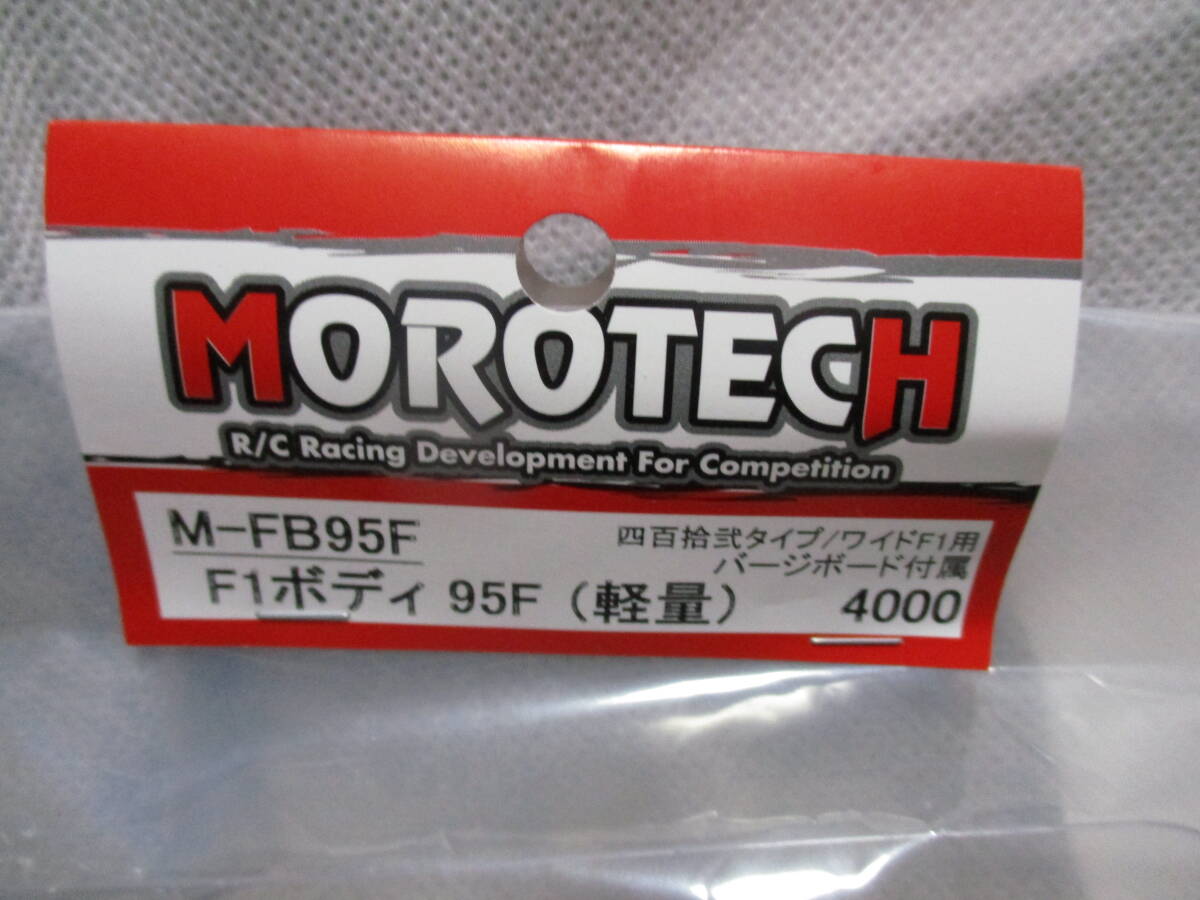 MOROTECH
R/C Racing Development For Competition
M-FB95F
四百拾弐タイプ/ワイドF1用
バージボード付属
F1ボディ 95F (軽量)
4000